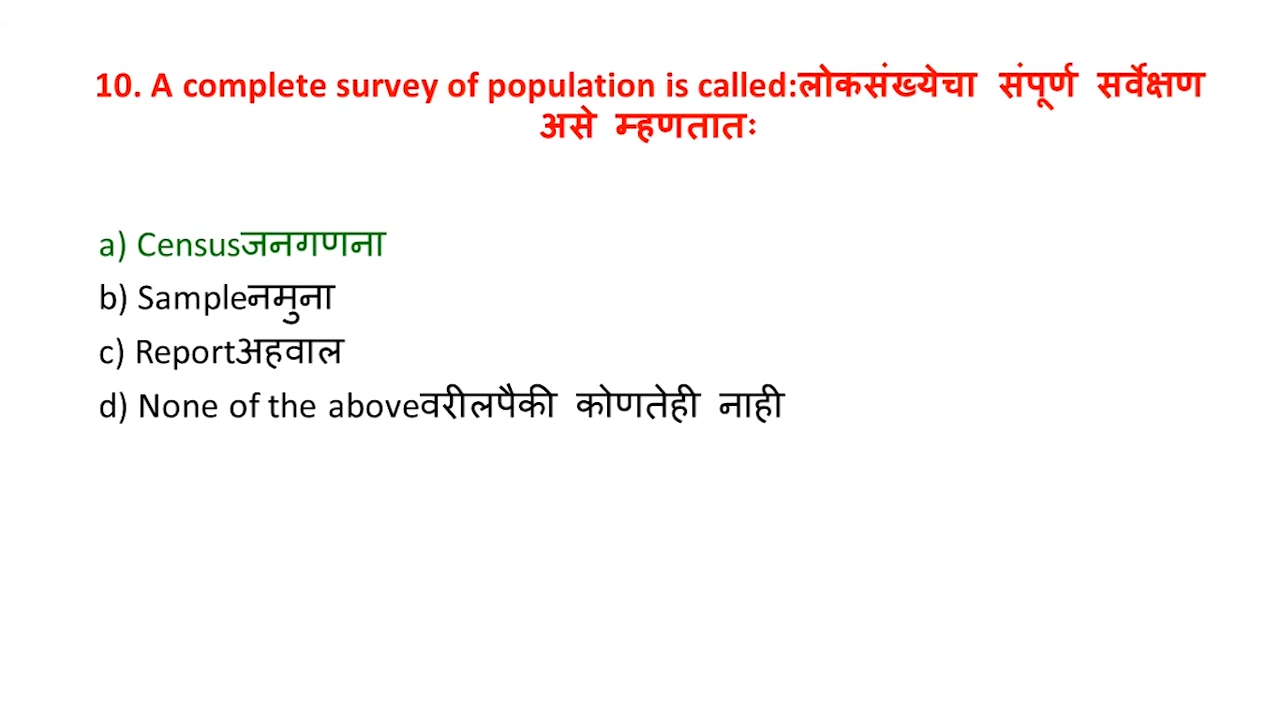 10. A complete survey of population is called:लोकसंख्येचा संपूर्ण सर्वेक्षण
असे म्हणतातः
a) Censusजनगणना
b) Sampleनमुना
c) Reportअहवाल
d) None of the aboveवरीलपैकी कोणतेही नाही